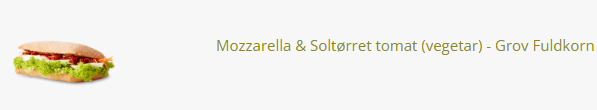 Mozzarella & Soltørret tomat (vegetar) - Grov Fuldkorn